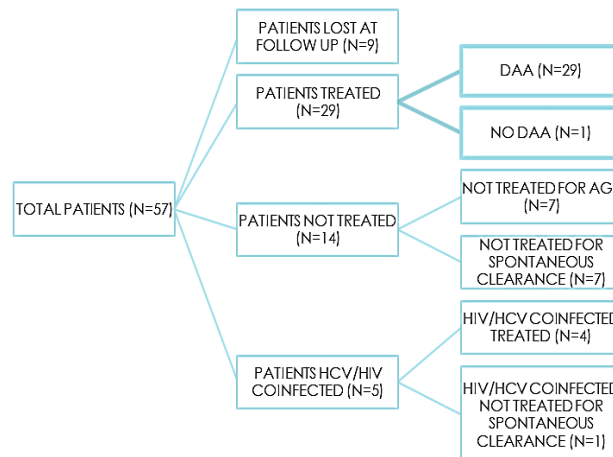 PATIENTS LOST AT
FOLLOW UP (N=9)
PATIENTS TREATED
(N=29)
DAA (N=29)
NO DAA (N=1)
TOTAL PATIENTS (N=57)
PATIENTS NOT TREATED
(N=14)
NOT TREATED FOR AG
(N=7)
NOT TREATED FOR
SPONTANEOUS
CLEARANCE (N=7)
PATIENTS HCV/HIV
COINFECTED (N=5)
HIV/HCV COINFECTED
TREATED (N=4)
HIV/HCV COINFECTED
NOT TREATED FOR
SPONTANEOUS
CLEARANCE (N=1)